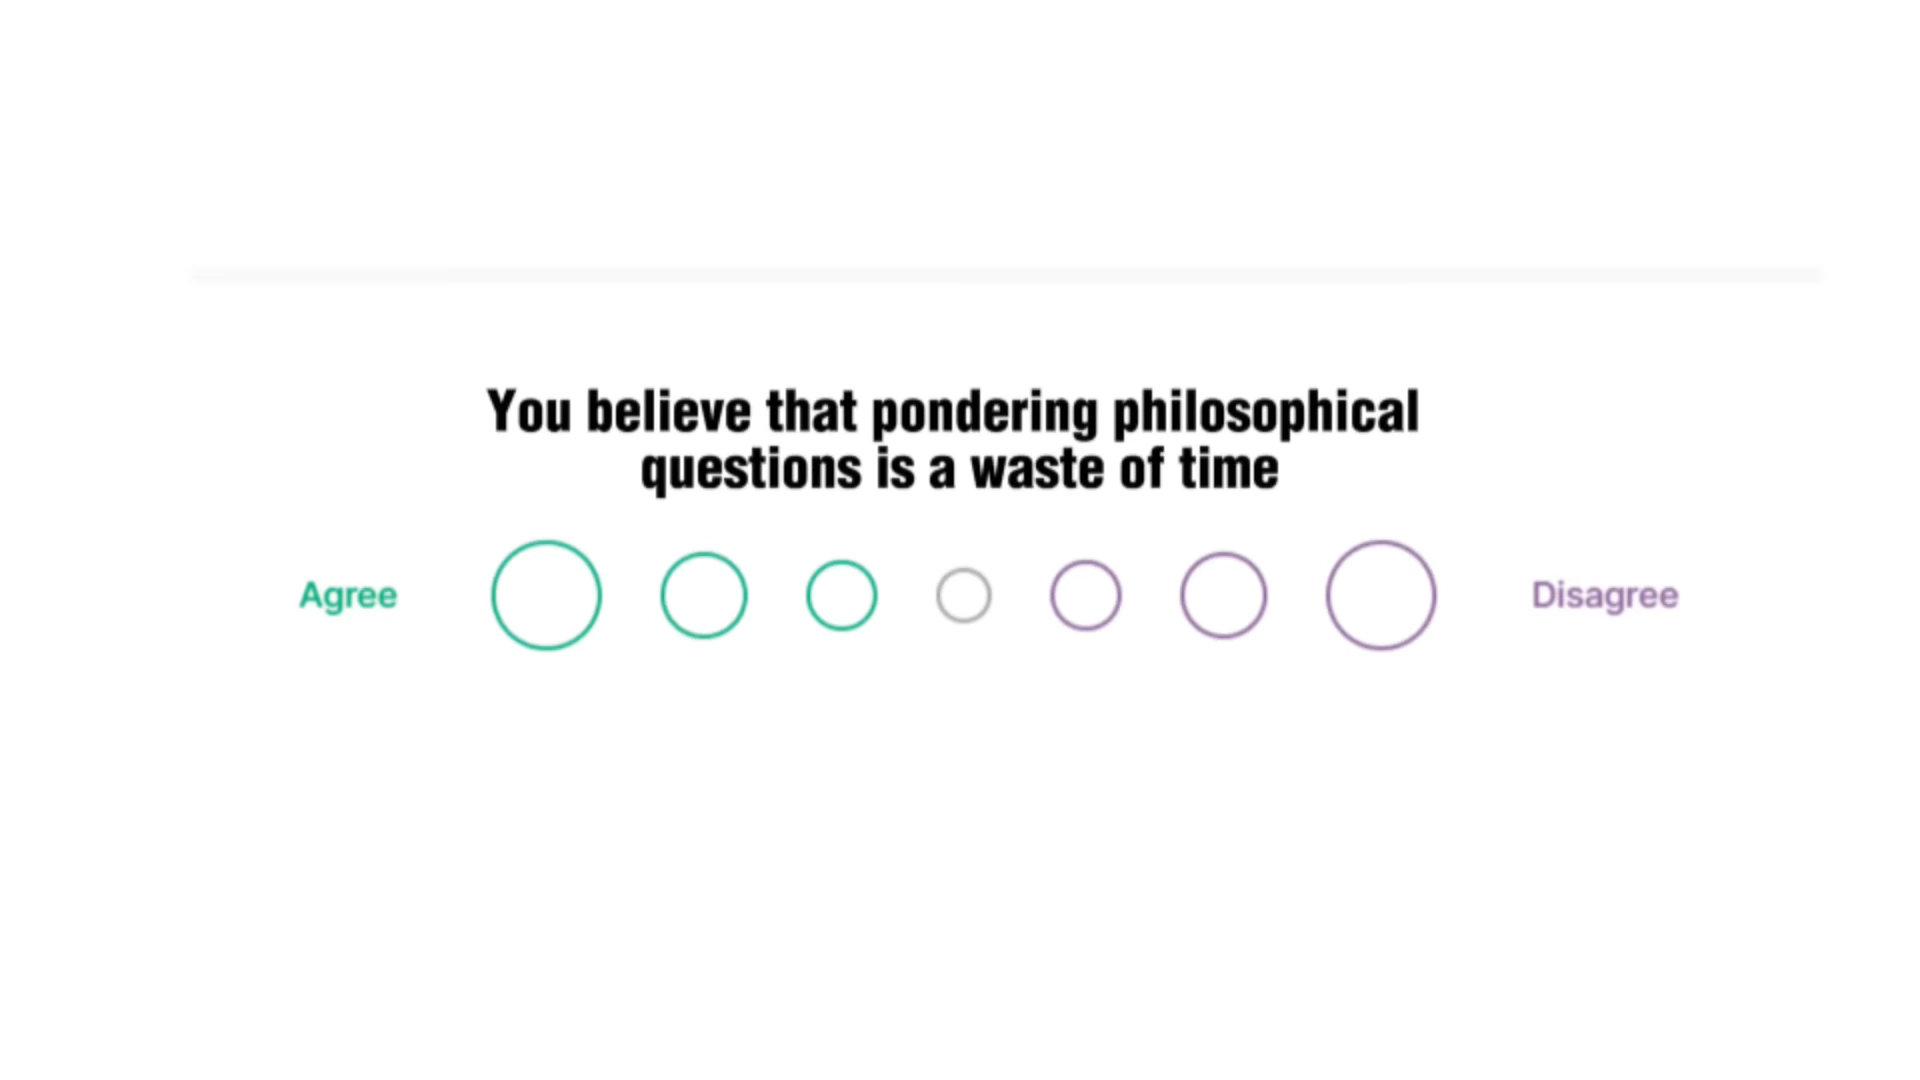 You believe that pondering philosophical
questions is a waste of time
Agree
Disagree